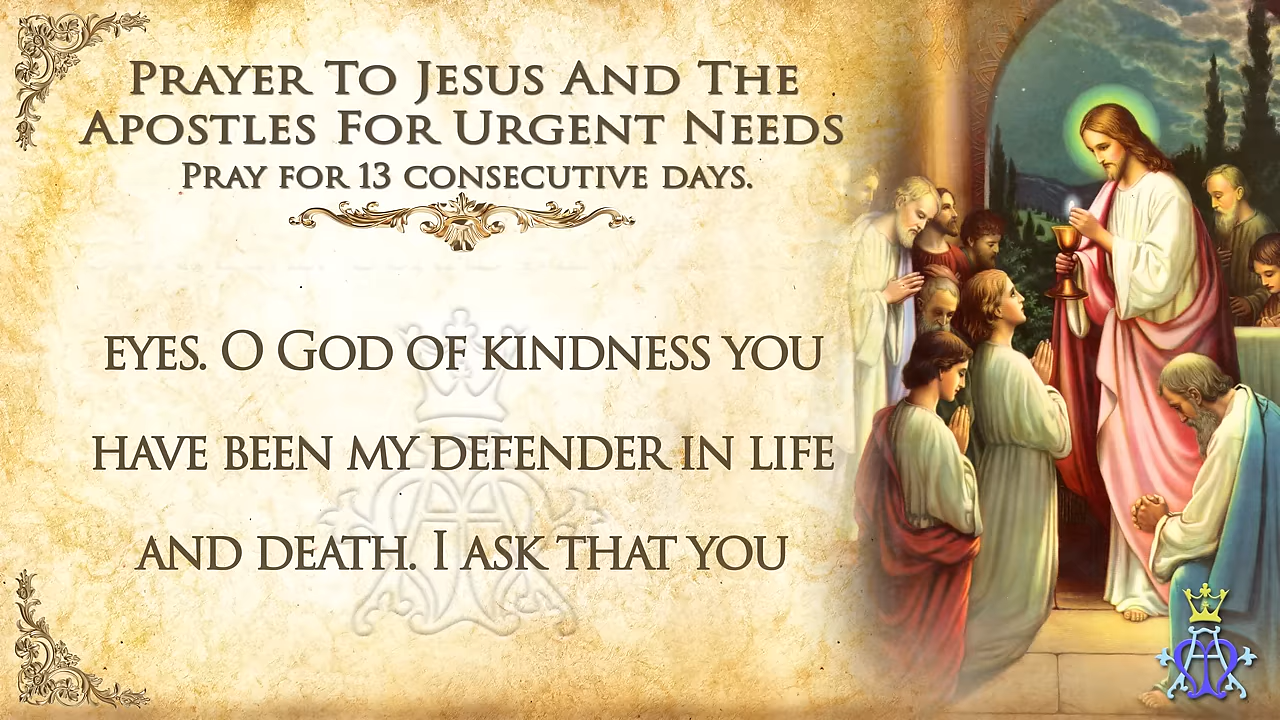 Prayer To Jesus And The
Apostles For Urgent Needs
Pray for 13 consecutive days.
eyes. O God of kindness you
have been my defender in life
and death. I ask that you